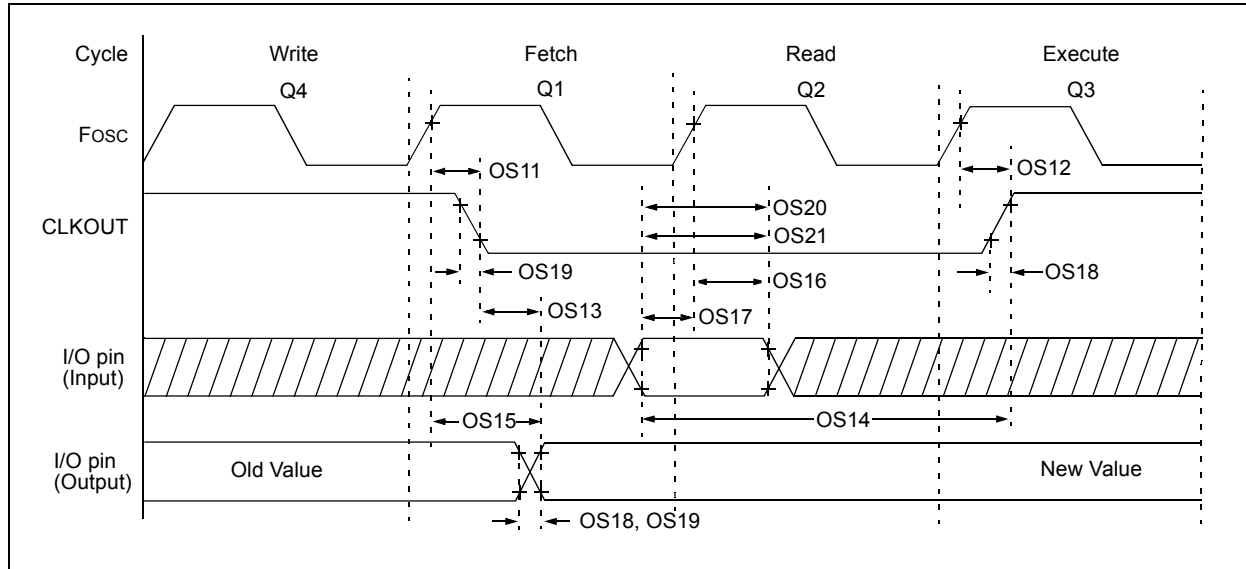 Cycle Write Fetch Read Execute
Q4 Q1 Q2 Q3
FOSC
OS11 OS12
CLKOUT
OS20
OS21
OS19 OS16 OS18
OS13 OS17
I/O pin
(Input)
OS15 OS14
I/O pin
(Output)
Old Value New Value
OS18, OS19